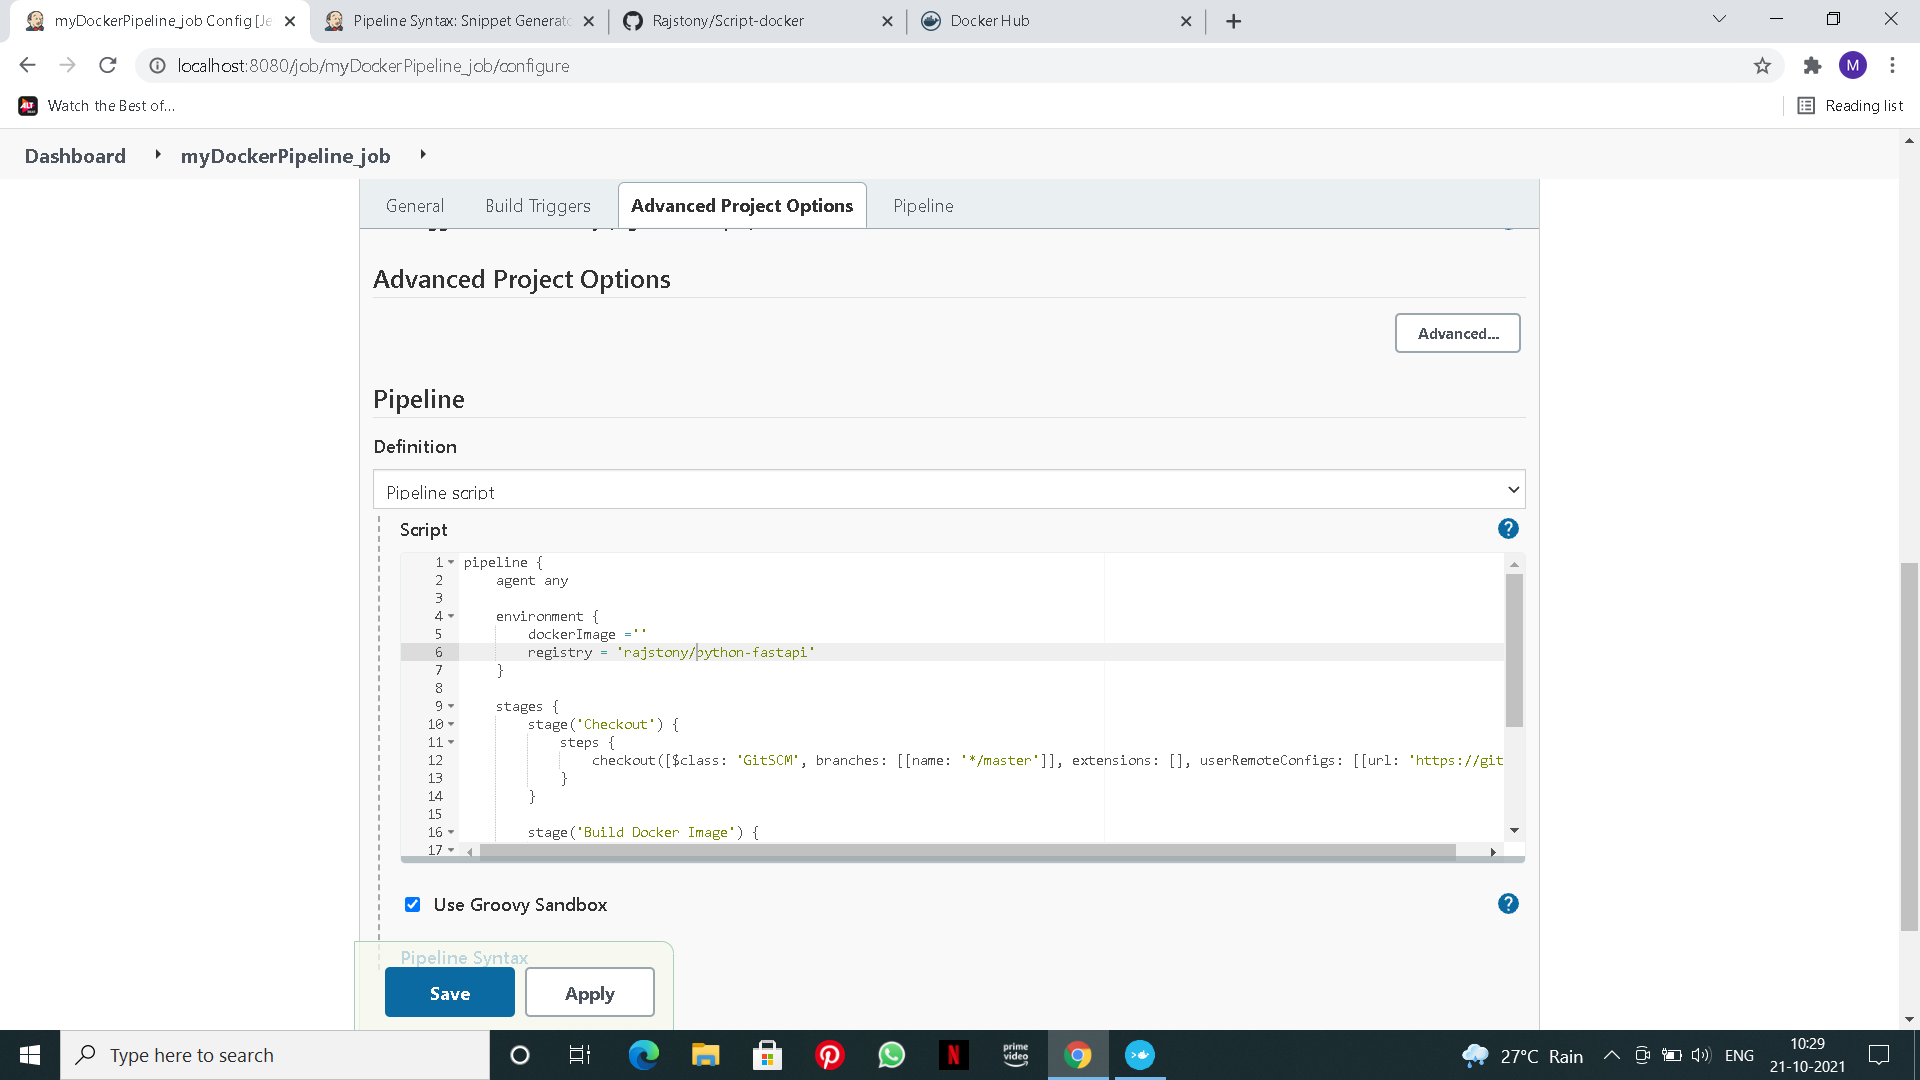 myDockerPipeline_job Config [Je
Pipeline Syntax: Snippet Generato
Rajstony/Script-docker
Docker Hub
localhost:8080/job/myDockerPipeline_job/configure
M
Watch the Best of...
Reading list
Dashboard
myDockerPipeline_job
General
Build Triggers
Advanced Project Options
Pipeline
Advanced Project Options
Advanced...
Pipeline
Definition
Pipeline script
Script
?
1 pipeline {
2 agent any
3
4 environment {
5 dockerImage =''
6 registry = 'rajstony/python-fastapi'
7 }
8
9 stages {
10 stage('Checkout') {
11 steps {
12 checkout([$class: 'GitSCM', branches: [[name: '*/master']], extensions: [], userRemoteConfigs: [[url: 'https://git
13 }
14 }
15
16 stage('Build Docker Image') {
17
Use Groovy Sandbox
?
Pipeline Syntax
Save
Apply
Type here to search
N
prime video
27°C Rain
ENG
10:29
21-10-2021